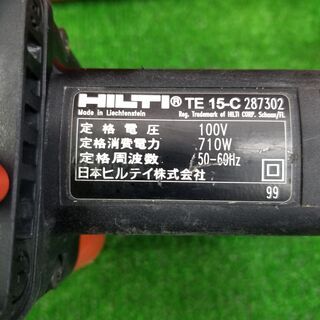 HILTI® TE 15-C 287302
Made in Liechtenstein Reg. Trademark of HILTI CORP. Schaan/FL
定格電圧 100V
定格消費電力 710W
定格周波数 50-60Hz
日本ヒルテイ株式会社
99